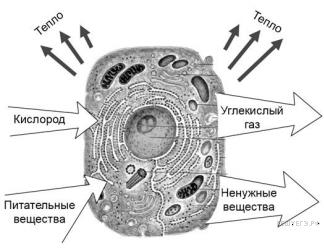 Тепло
Тепло
Кислород
Углекислый
газ
Питательные
вещества
Ненужные
вещества